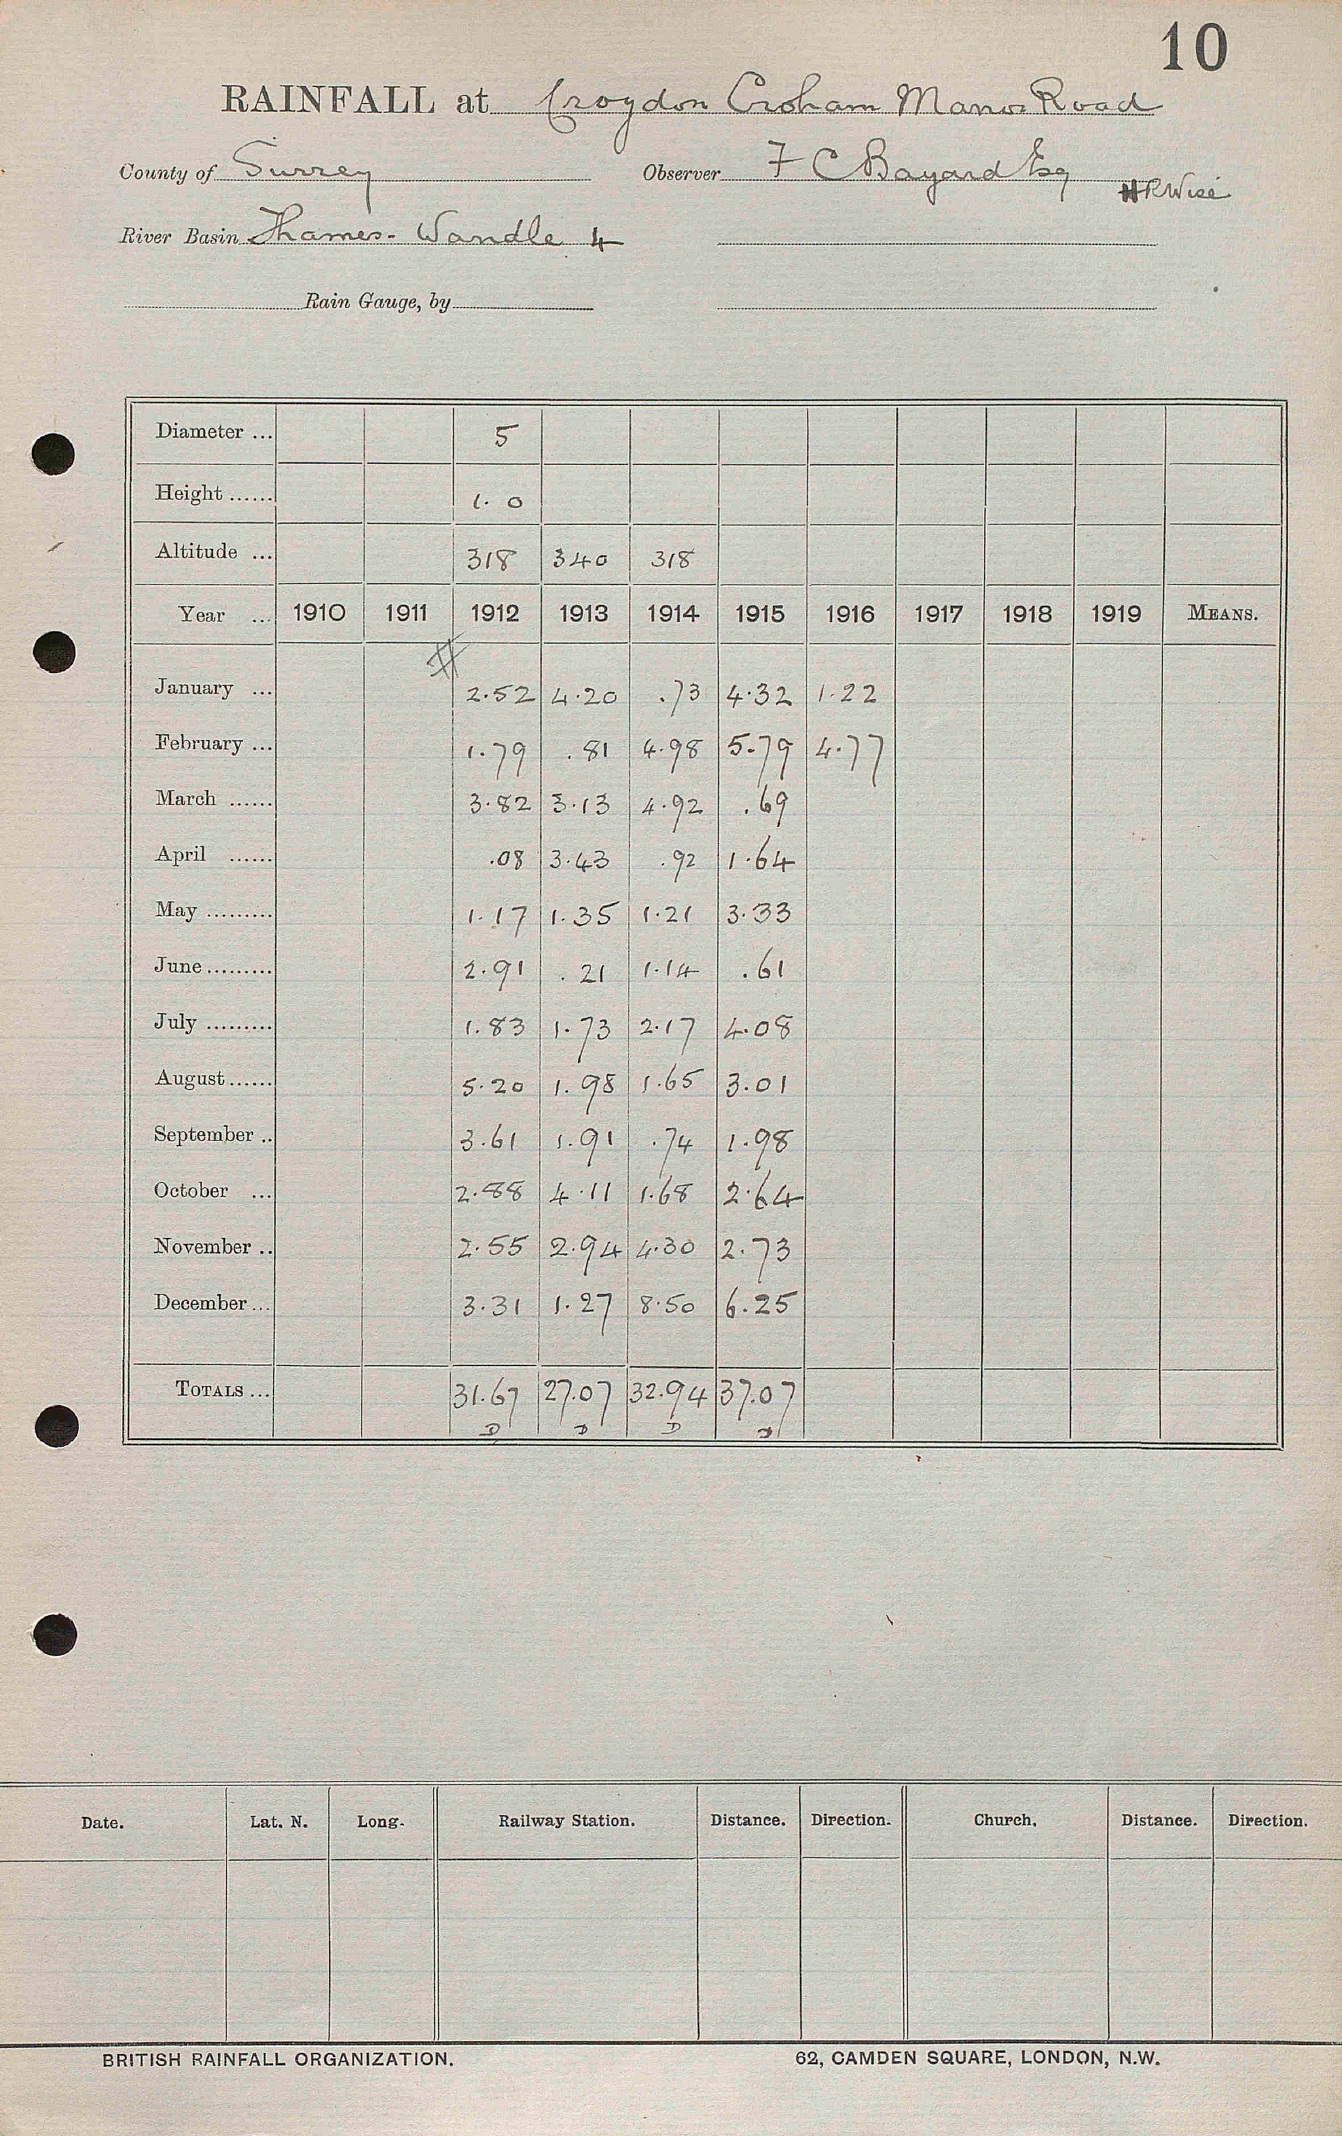 10
RAINFALL at Croydon Croham Manor Road
County of Surrey Observer F C Bayard Esq
HRWise
River Basin Thames - Wandle 4
Rain Gauge, by
Diameter ... 5
Height ...... 1.0
Altitude ... 318 340 318
Year ... 1910 1911 1912 1913 1914 1915 1916 1917 1918 1919 MEANS.
January ... 2.52 4.20 .73 4.32 1.22
February ... 1.79 .81 4.98 5.79 4.77
March ...... 3.82 3.13 4.92 .69
April ...... .08 3.43 .92 1.64
May ......... 1.17 1.35 1.21 3.33
June ......... 2.91 .21 1.14 .61
July ......... 1.83 1.73 2.17 4.08
August ...... 5.20 1.98 1.65 3.01
September .. 3.61 1.91 .74 1.98
October ... 2.88 4.11 1.68 2.64
November .. 2.55 2.94 4.30 2.73
December ... 3.31 1.27 8.50 6.25
TOTALS ... 31.67 27.07 32.94 37.07
D D D D
Date. Lat. N. Long. Railway Station. Distance. Direction. Church. Distance. Direction.
BRITISH RAINFALL ORGANIZATION. 62, CAMDEN SQUARE, LONDON, N.W.